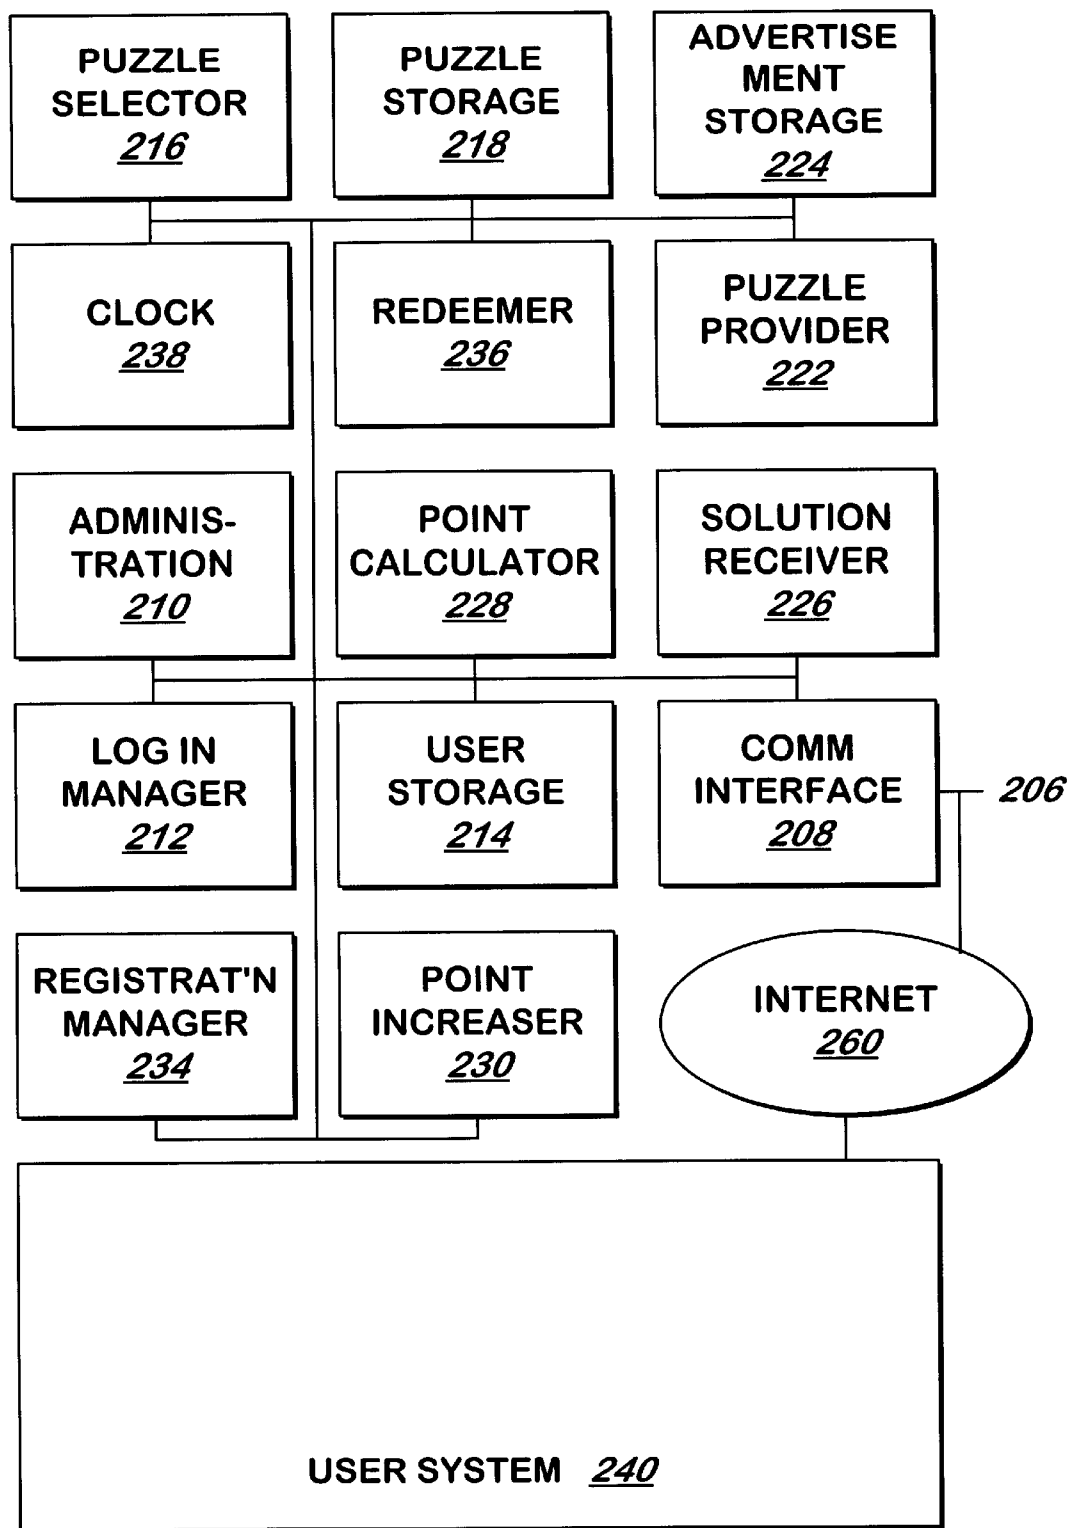 PUZZLE
SELECTOR
216
PUZZLE
STORAGE
218
ADVERTISE
MENT
STORAGE
224
CLOCK
238
REDEEMER
236
PUZZLE
PROVIDER
222
ADMINIS-
TRATION
210
POINT
CALCULATOR
228
SOLUTION
RECEIVER
226
LOG IN
MANAGER
212
USER
STORAGE
214
COMM
INTERFACE
208
206
REGISTRAT'N
MANAGER
234
POINT
INCREASER
230
INTERNET
260
USER SYSTEM 240